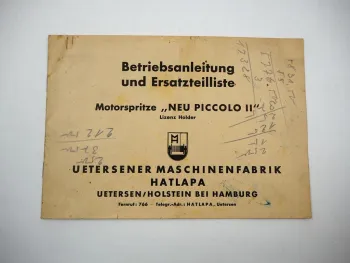 Betriebsanleitung
und Ersatzteilliste
Motorspritze „NEU PICCOLO II"
Lizenz Holder
UETERSENER MASCHINENFABRIK
HATLAPA
UETERSEN/HOLSTEIN BEI HAMBURG
Fernruf: 766 - Telegr.-Adr.: HATLAPA, Uetersen